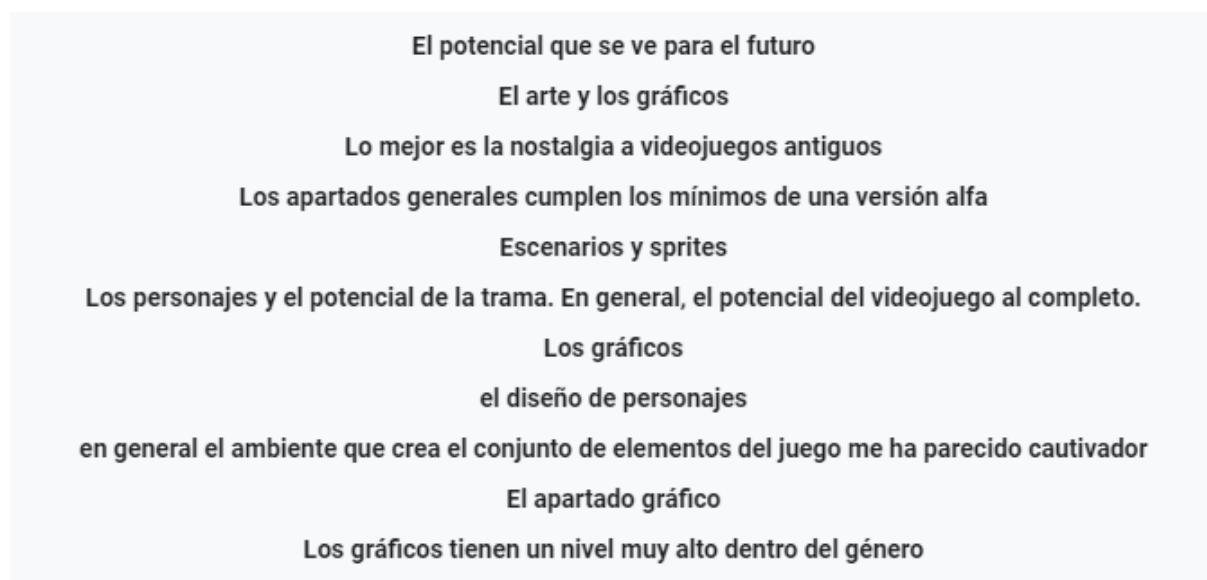 El potencial que se ve para el futuro
El arte y los gráficos
Lo mejor es la nostalgia a videojuegos antiguos
Los apartados generales cumplen los mínimos de una versión alfa
Escenarios y sprites
Los personajes y el potencial de la trama. En general, el potencial del videojuego al completo.
Los gráficos
el diseño de personajes
en general el ambiente que crea el conjunto de elementos del juego me ha parecido cautivador
El apartado gráfico
Los gráficos tienen un nivel muy alto dentro del género